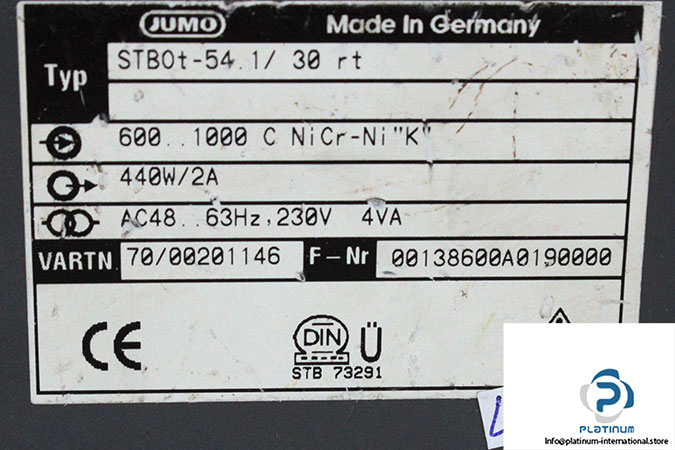 JUMO Made In Germany
Typ STBOt-54.1/ 30 rt
600..1000 C NiCr-Ni"K"
440W/2A
AC48..63Hz,230V 4VA
VARTN 70/00201146 F-Nr 00138600A0190000
CE DIN Ü
STB 73291
PLATINUM
Info@platinum-international.store